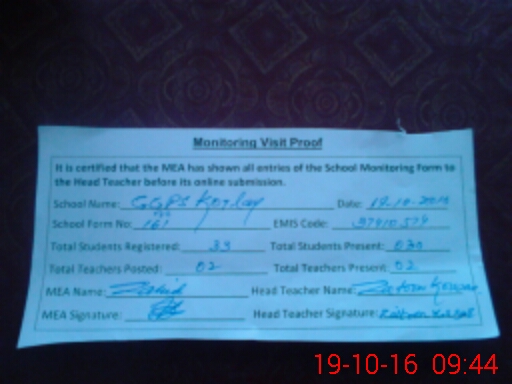 Monitoring Visit Proof
It is certified that the MEA has shown all entries of the School Monitoring Form to
the Head Teacher before its online submission.
School Name: GGPS Date: 19-10-2016
School Form No: 161 EMIS Code: 37410579
Total Students Registered: 33 Total Students Present: 030
Total Teachers Posted: 02 Total Teachers Present: 02
MEA Name: Zahid Head Teacher Name:
MEA Signature: Head Teacher Signature:
19-10-16 09:44